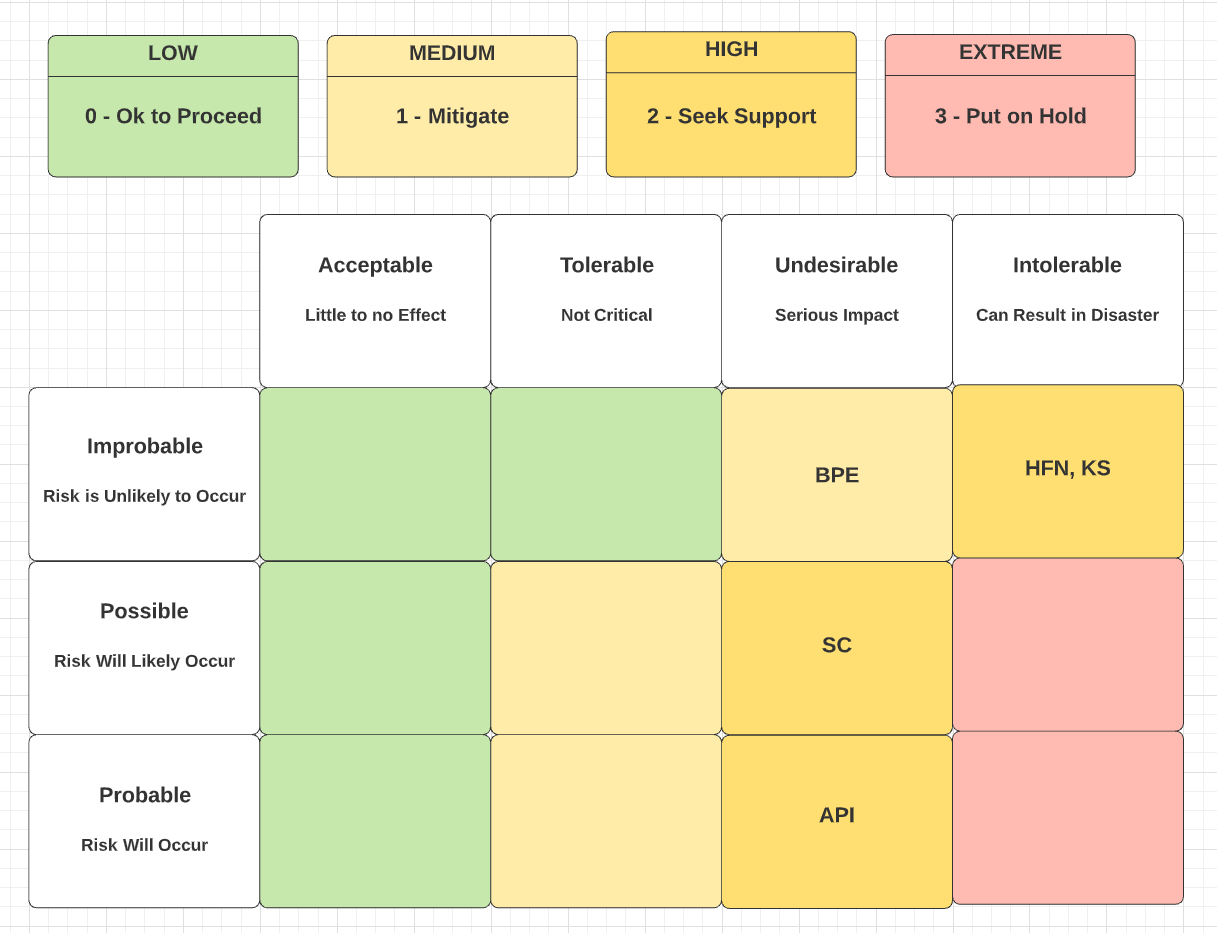 LOW
0 - Ok to Proceed
MEDIUM
1 - Mitigate
HIGH
2 - Seek Support
EXTREME
3 - Put on Hold
Acceptable
Little to no Effect
Tolerable
Not Critical
Undesirable
Serious Impact
Intolerable
Can Result in Disaster
Improbable
Risk is Unlikely to Occur
BPE
HFN, KS
Possible
Risk Will Likely Occur
SC
Probable
Risk Will Occur
API